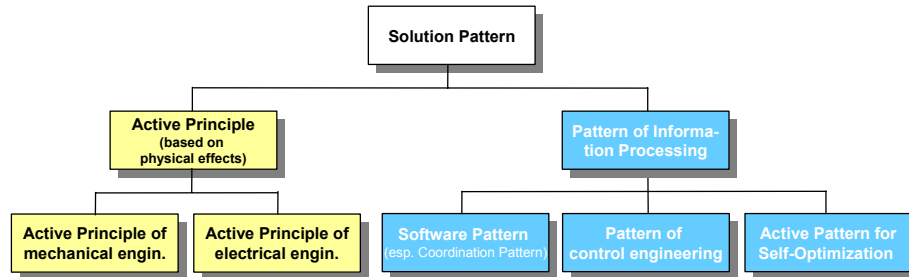 Solution Pattern
Active Principle
(based on
physical effects)
Pattern of Informa-
tion Processing
Active Principle of
mechanical engin.
Active Principle of
electrical engin.
Software Pattern
(esp. Coordination Pattern)
Pattern of
control engineering
Active Pattern for
Self-Optimization